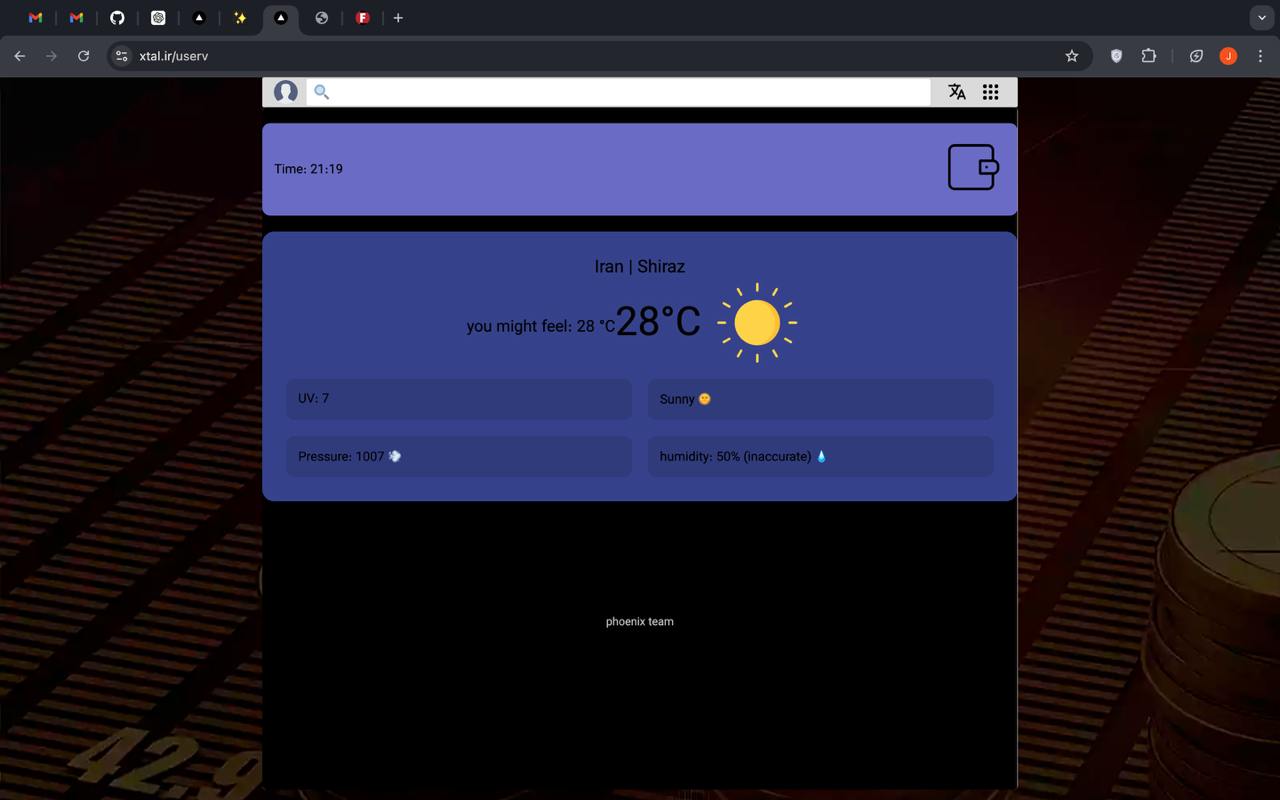 xtal.ir/userv
J
Time: 21:19
Iran | Shiraz
you might feel: 28 °C 28°C
UV: 7
Sunny 🌞
Pressure: 1007 💨
humidity: 50% (inaccurate) 💧
phoenix team
42.9